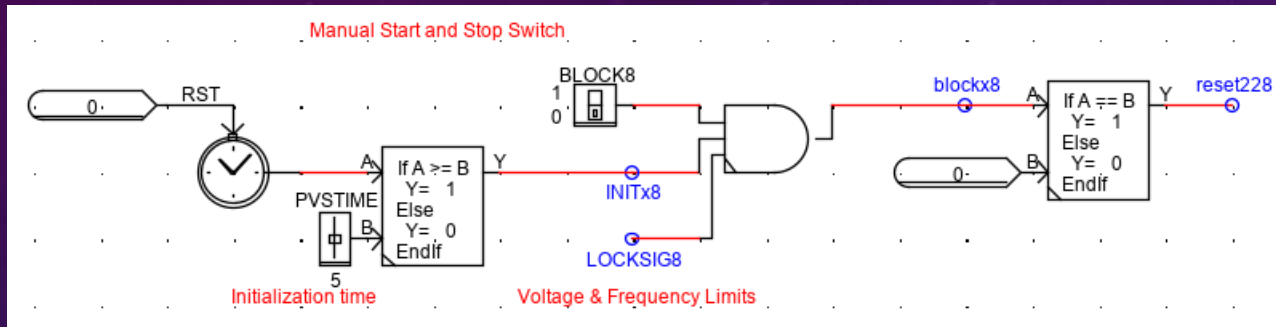 Manual Start and Stop Switch
BLOCK8
1
0
0
RST
A
If A >= B
Y= 1
Else
Y= 0
EndIf
Y
PVSTIME
B
5
INITx8
LOCKSIG8
Initialization time
Voltage & Frequency Limits
blockx8
A
If A == B
Y= 1
Else
Y= 0
EndIf
Y
reset228
0
B